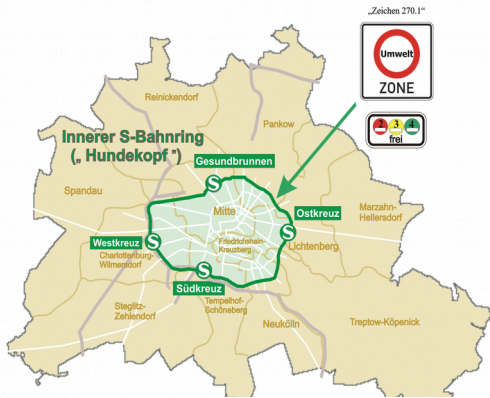 „Zeichen 270.1“
Umwelt
ZONE
2 3 4
frei
Reinickendorf
Pankow
Innerer S-Bahnring
(„ Hundekopf ”)
Gesundbrunnen
S
Spandau
Mitte
Marzahn-
Hellersdorf
Ostkreuz
S
Westkreuz
S
Friedrichshain-
Kreuzberg
Lichtenberg
Charlottenburg-
Wilmersdorf
S
Südkreuz
Steglitz-
Zehlendorf
Tempelhof-
Schöneberg
Neukölln
Treptow-Köpenick